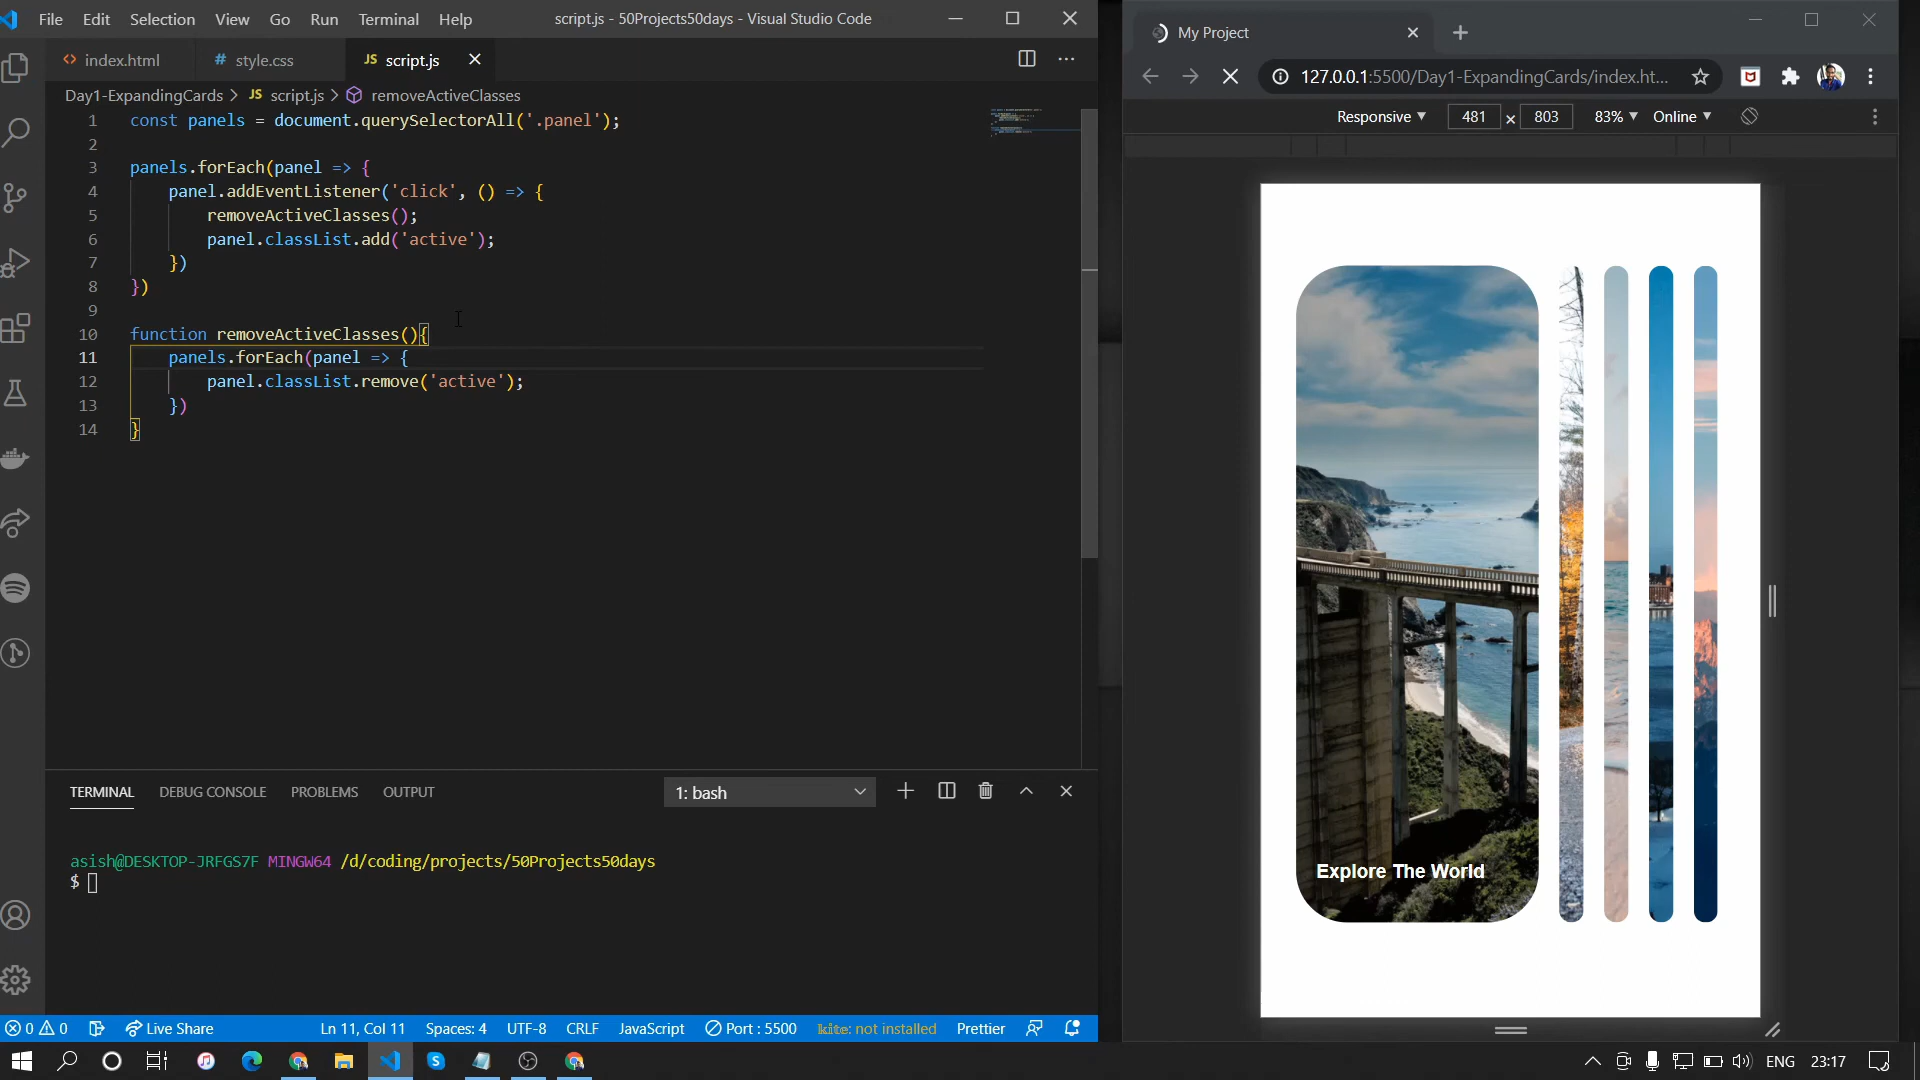 File Edit Selection View Go Run Terminal Help
script.js - 50Projects50days - Visual Studio Code
<> index.html
# style.css
JS script.js
Day1-ExpandingCards > JS script.js > removeActiveClasses
1 const panels = document.querySelectorAll('.panel');
2
3 panels.forEach(panel => {
4 panel.addEventListener('click', () => {
5 removeActiveClasses();
6 panel.classList.add('active');
7 })
8 })
9
10 function removeActiveClasses(){
11 panels.forEach(panel => {
12 panel.classList.remove('active');
13 })
14 }
TERMINAL DEBUG CONSOLE PROBLEMS OUTPUT
1: bash
asish@DESKTOP-JRFGS7F MINGW64 /d/coding/projects/50Projects50days
$
0 0 Live Share Ln 11, Col 11 Spaces: 4 UTF-8 CRLF JavaScript Port : 5500 kite: not installed Prettier
My Project
127.0.0.1:5500/Day1-ExpandingCards/index.ht...
Responsive 481 × 803 83% Online
Explore The World
ENG 23:17